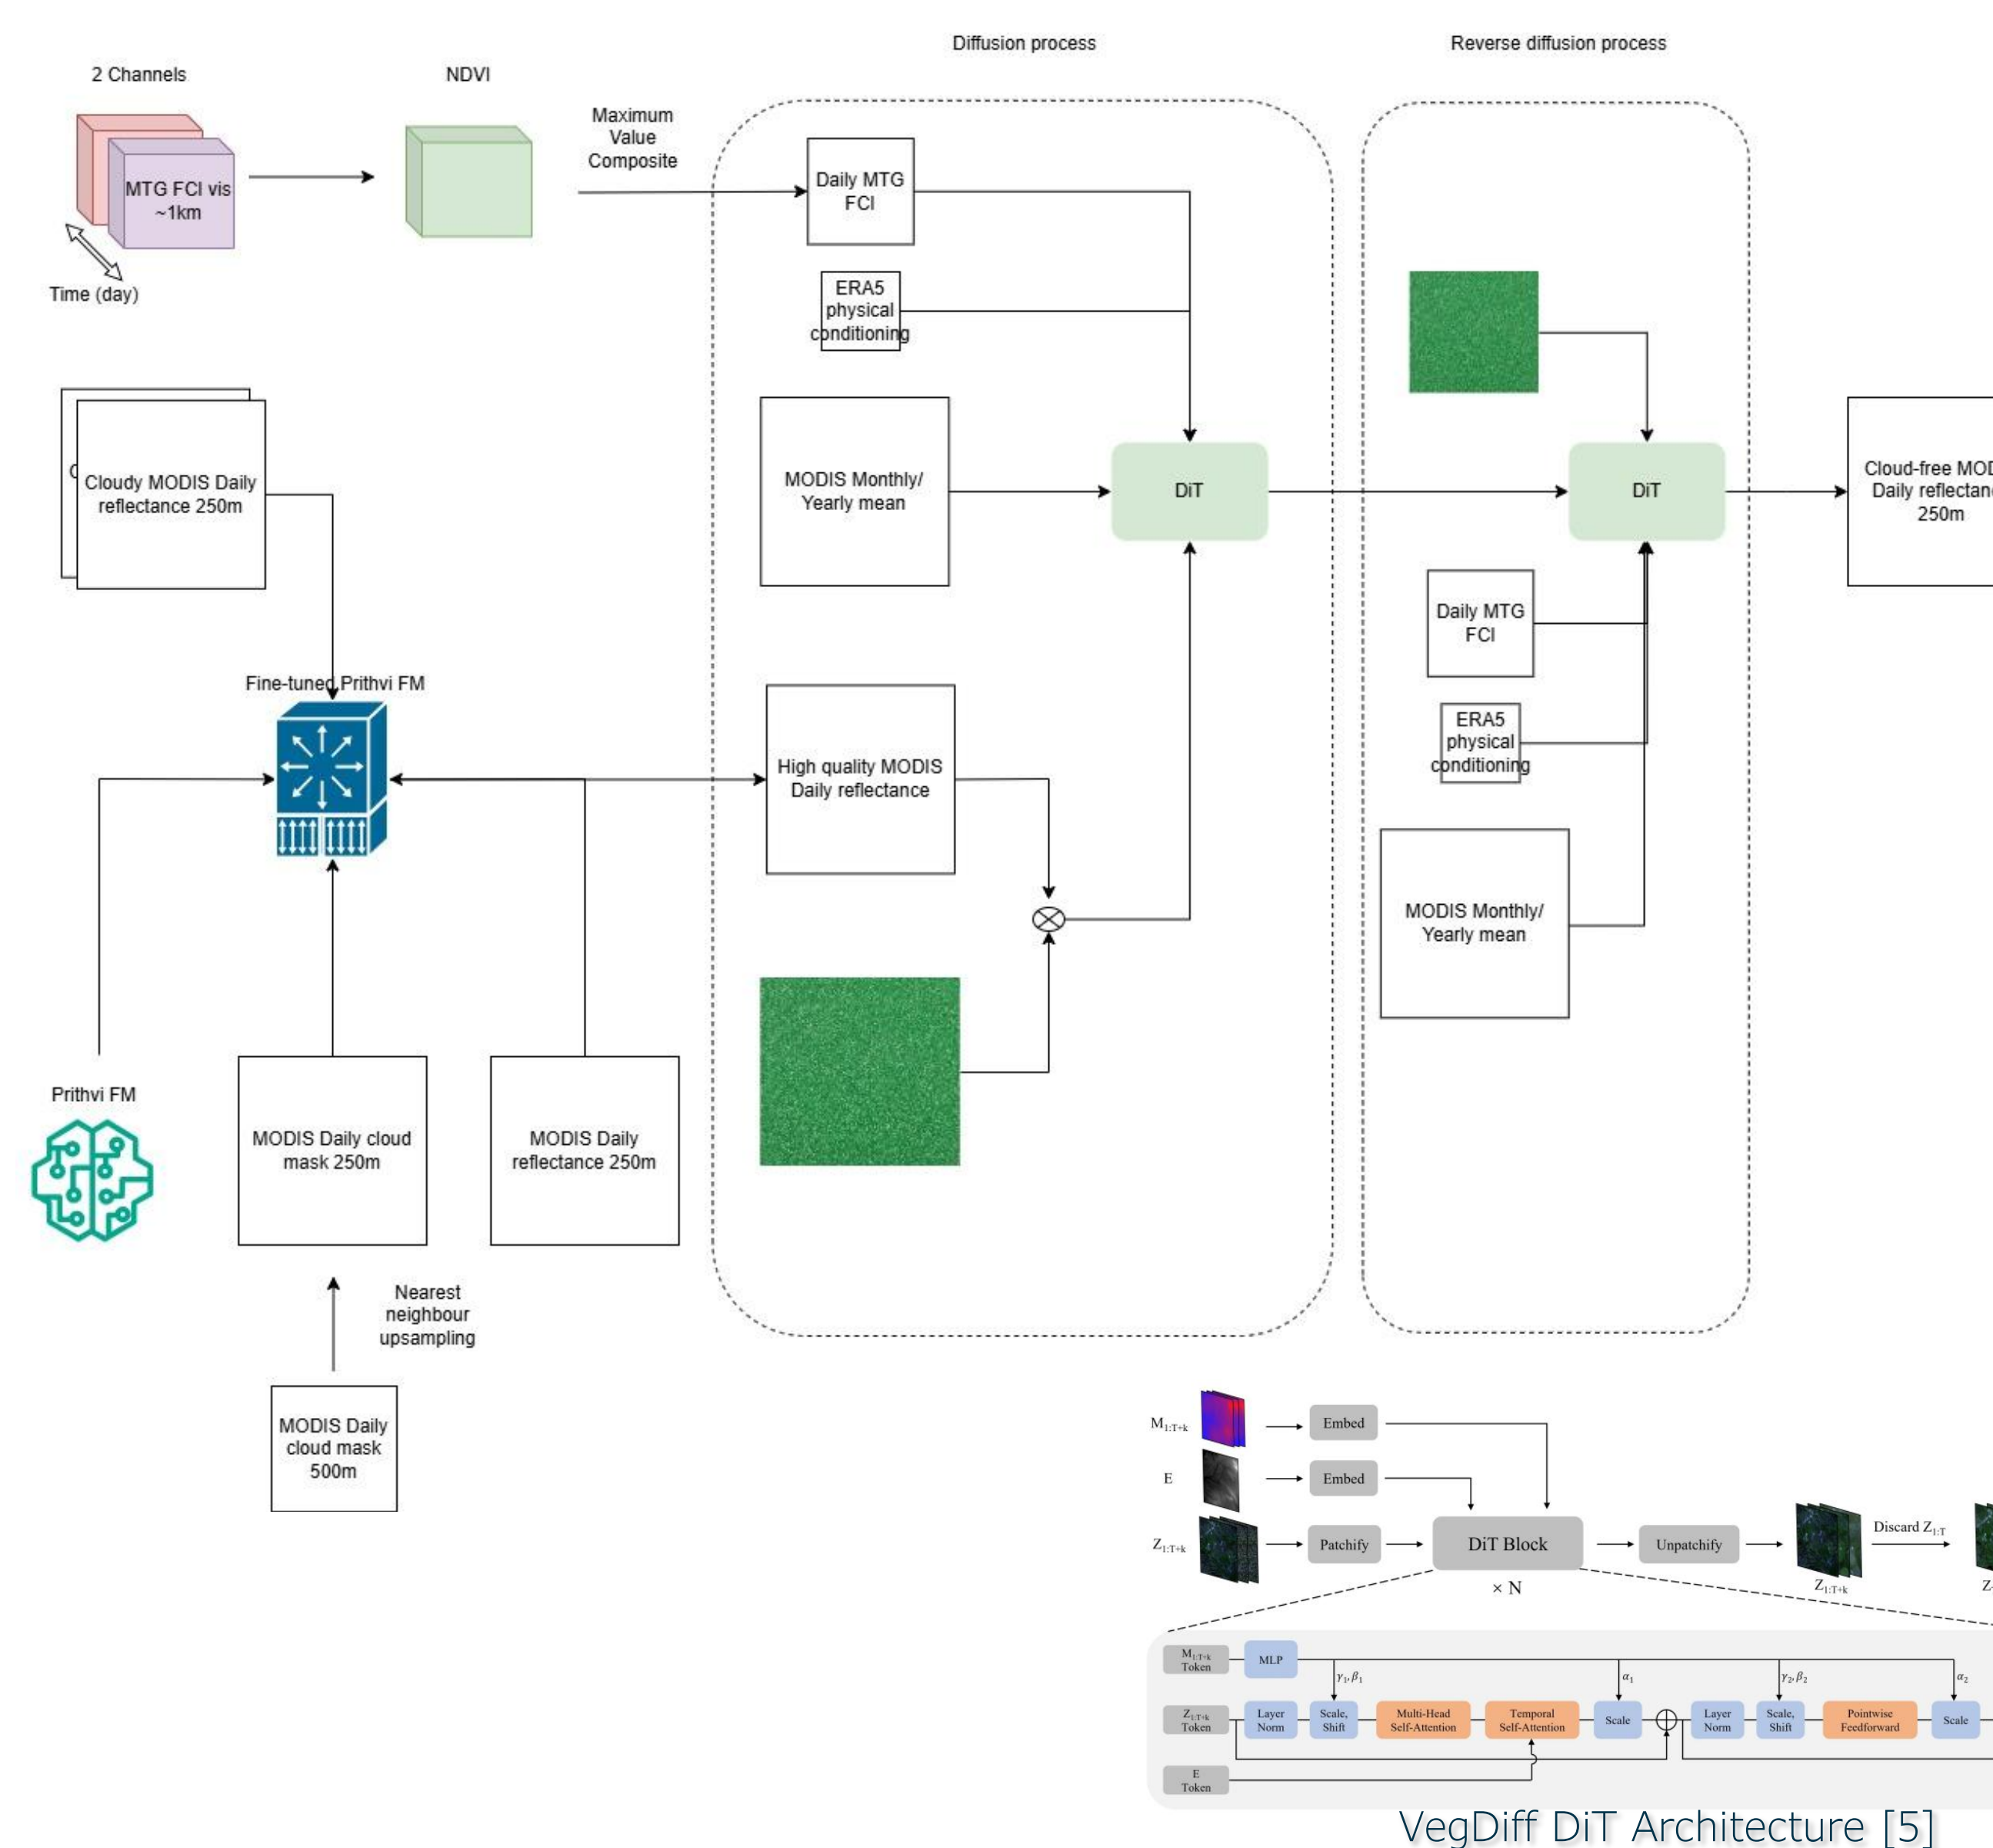 Diffusion process
Reverse diffusion process
2 Channels
NDVI
Maximum
Value
Composite
MTG FCI vis
~1km
Time (day)
Daily MTG
FCI
ERA5
physical
conditioning
Cloudy MODIS Daily
reflectance 250m
MODIS Monthly/
Yearly mean
DiT
DiT
Cloud-free MOD
Daily reflectan
250m
Daily MTG
FCI
ERA5
physical
conditioning
MODIS Monthly/
Yearly mean
Fine-tuned Prithvi FM
High quality MODIS
Daily reflectance
Prithvi FM
MODIS Daily cloud
mask 250m
MODIS Daily
reflectance 250m
Nearest
neighbour
upsampling
MODIS Daily
cloud mask
500m
M1:T+k
Embed
E
Embed
Z1:T+k
Patchify
DiT Block
Unpatchify
Discard Z1:T
× N
Z1:T+k
Z
M1:T+k
Token
MLP
γ1, β1
α1
γ2, β2
α2
Z1:T+k
Token
Layer
Norm
Scale,
Shift
Multi-Head
Self-Attention
Temporal
Self-Attention
Scale
Layer
Norm
Scale,
Shift
Pointwise
Feedforward
Scale
E
Token
VegDiff DiT Architecture [5]